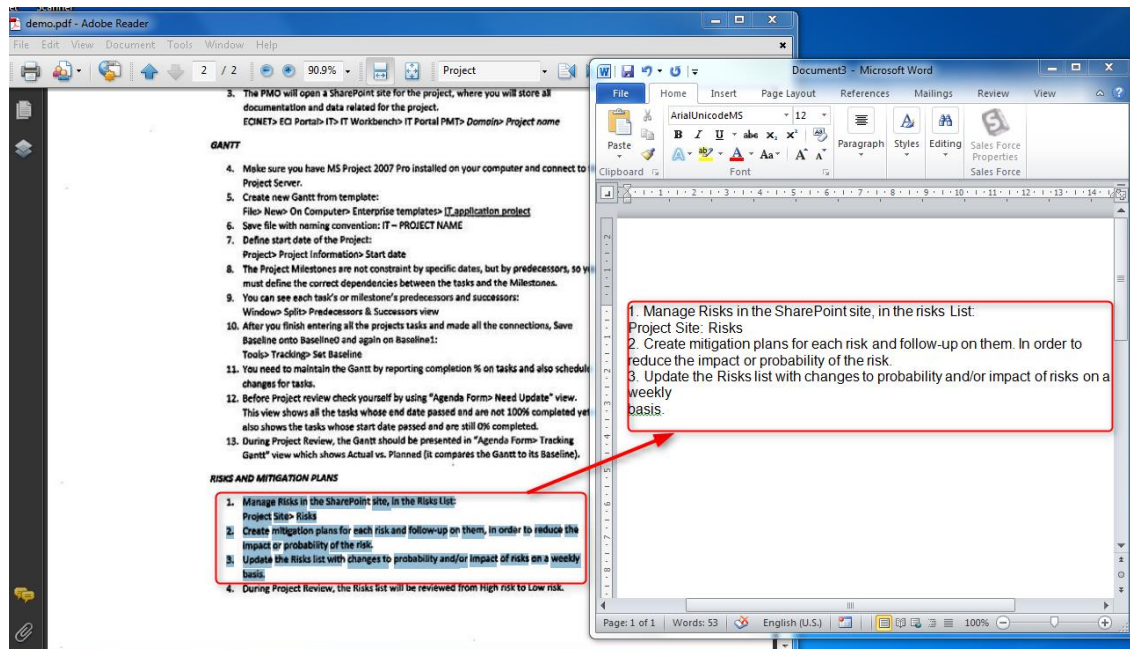 demo.pdf - Adobe Reader
File Edit View Document Tools Window Help
2 / 2
90.9%
Project
3. The PMO will open a SharePoint site for the project, where you will store all
documentation and data related for the project.
ECINET> ECI Portal> IT> IT Workbench> IT Portal PMT> Domain> Project name
GANTT
4. Make sure you have MS Project 2007 Pro installed on your computer and connect to
Project Server.
5. Create new Gantt from template:
File> New> On Computer> Enterprise templates> IT application project
6. Save file with naming convention: IT – PROJECT NAME
7. Define start date of the Project:
Project> Project Information> Start date
8. The Project Milestones are not constraint by specific dates, but by predecessors, so
must define the correct dependencies between the tasks and the Milestones.
9. You can see each task's or milestone's predecessors and successors:
Window> Split> Predecessors & Successors view
10. After you finish entering all the projects tasks and made all the connections, Save
Baseline onto Baseline0 and again on Baseline1:
Tools> Tracking> Set Baseline
11. You need to maintain the Gantt by reporting completion % on tasks and also schedule
changes for tasks.
12. Before Project review check yourself by using "Agenda Form> Need Update" view.
This view shows all the tasks whose end date passed and are not 100% completed yet
also shows the tasks whose start date passed and are still 0% completed.
13. During Project Review, the Gantt should be presented in "Agenda Form> Tracking
Gantt" view which shows Actual vs. Planned (it compares the Gantt to its Baseline).
RISKS AND MITIGATION PLANS
1. Manage Risks in the SharePoint site, in the Risks List:
Project Site> Risks
2. Create mitigation plans for each risk and follow-up on them, in order to reduce the
impact or probability of the risk.
3. Update the Risks list with changes to probability and/or impact of risks on a weekly
basis.
4. During Project Review, the Risks list will be reviewed from High risk to Low risk.
Document3 - Microsoft Word
File Home Insert Page Layout References Mailings Review View
ArialUnicodeMS 12
Paste
Paragraph Styles Editing Sales Force
Properties
Clipboard Font Sales Force
1. Manage Risks in the SharePoint site, in the risks List:
Project Site: Risks
2. Create mitigation plans for each risk and follow-up on them. In order to
reduce the impact or probability of the risk.
3. Update the Risks list with changes to probability and/or impact of risks on a
weekly
basis.
Page: 1 of 1 Words: 53 English (U.S.) 100%